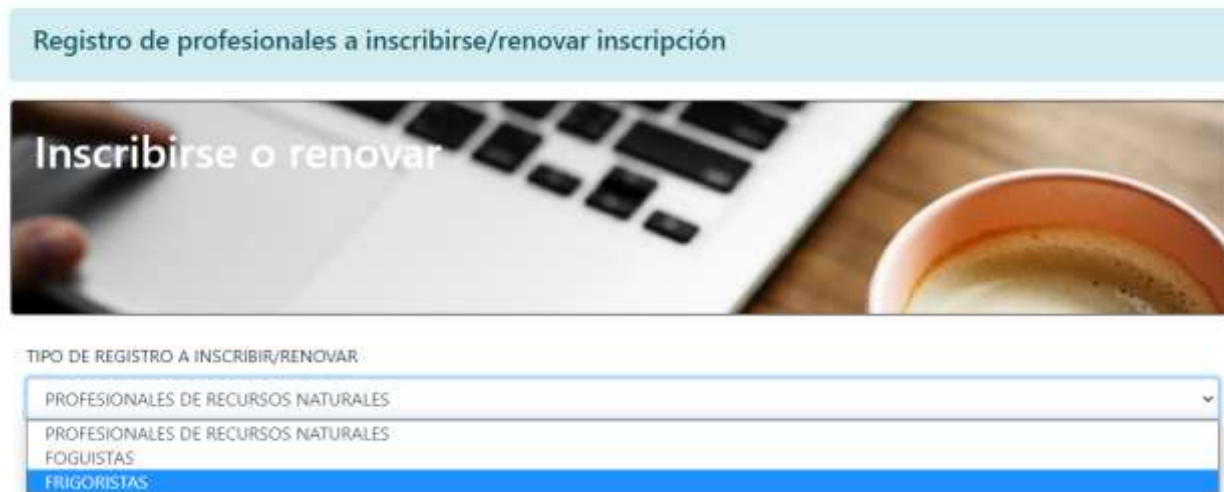 Registro de profesionales a inscribirse/renovar inscripción
Inscribirse o renovar
TIPO DE REGISTRO A INSCRIBIR/RENOVAR
PROFESIONALES DE RECURSOS NATURALES
PROFESIONALES DE RECURSOS NATURALES
FOGUISTAS
FRIGORISTAS